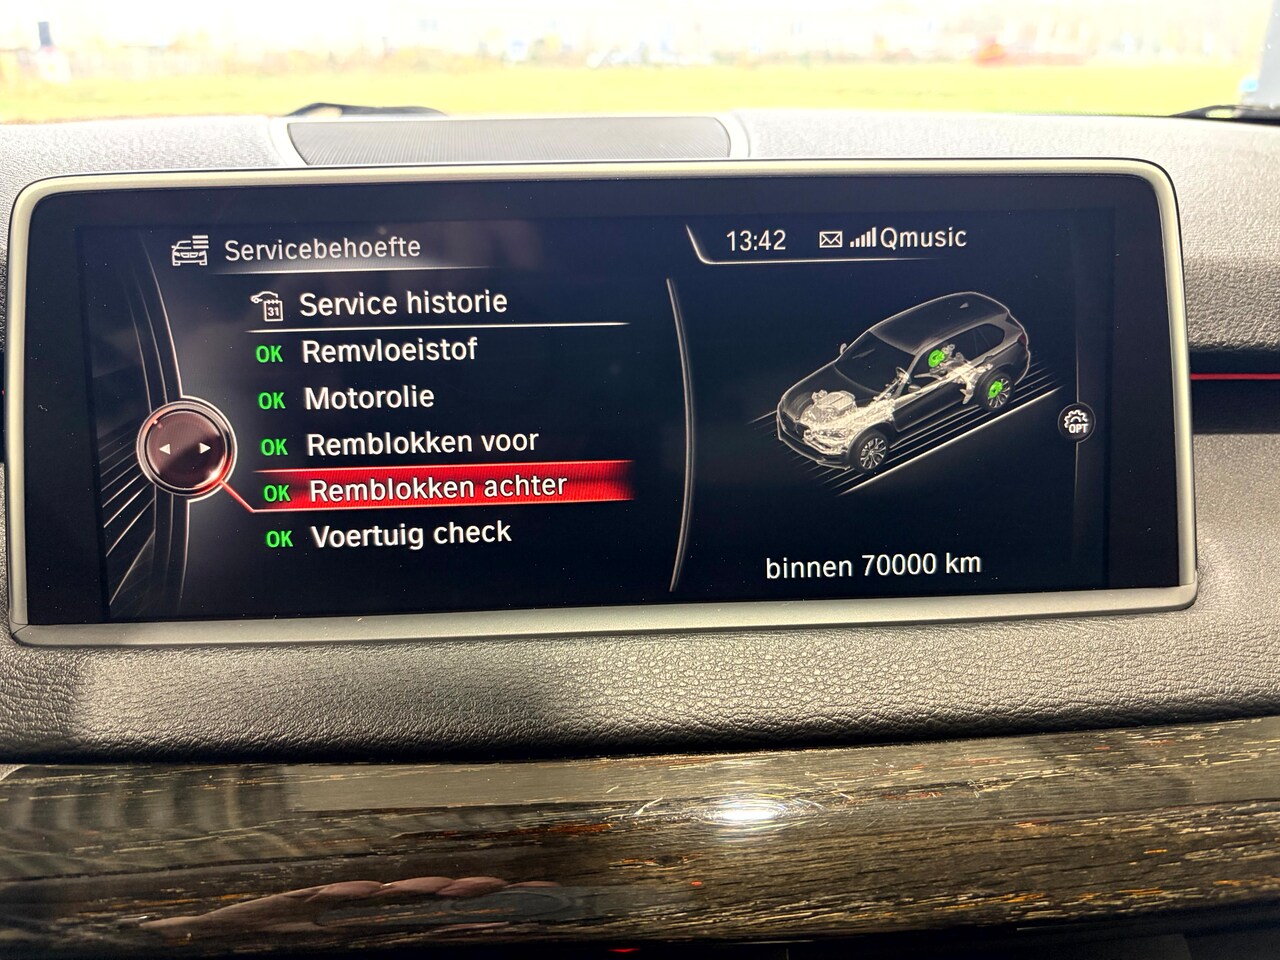 Servicebehoefte
13:42
Qmusic
31
Service historie
OK Remvloeistof
OK Motorolie
OK Remblokken voor
OK Remblokken achter
OK Voertuig check
OPT
binnen 70000 km